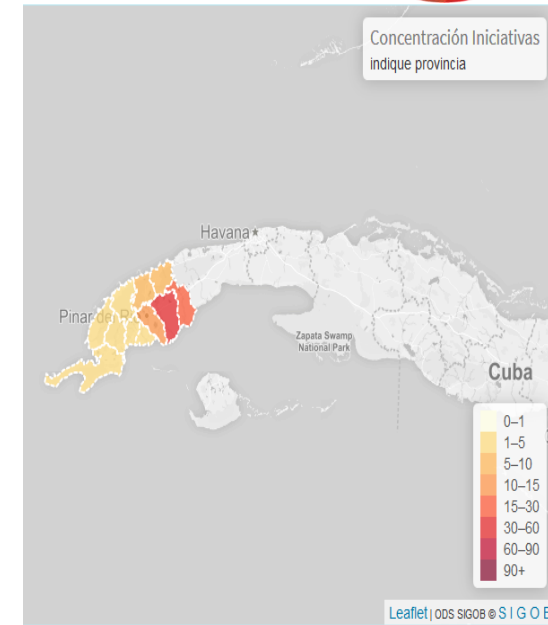 Concentración Iniciativas
indique provincia
Havana
Pinar del Rio
Zapata Swamp
National Park
Cuba
0–1
1–5
5–10
10–15
15–30
30–60
60–90
90+
Leaflet | ODS SIGOB © S I G O B